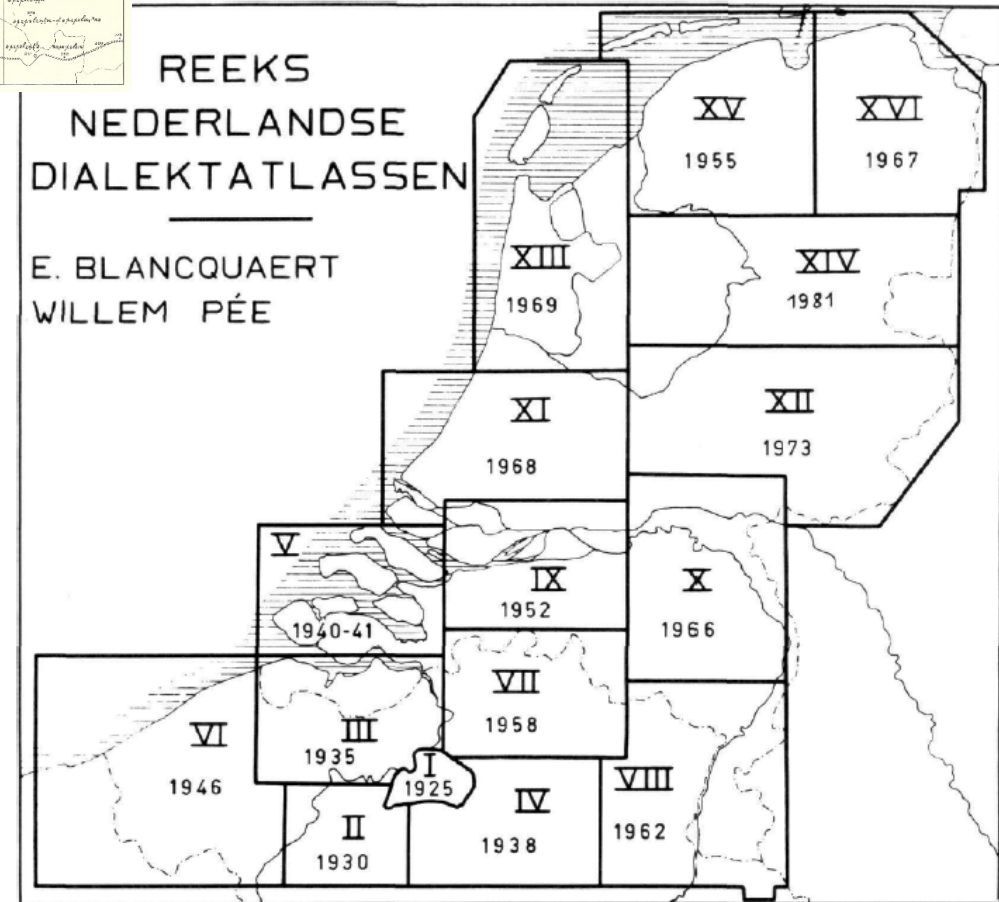 REEKS
NEDERLANDSE
DIALEKTATLASSEN
E. BLANCQUAERT
WILLEM PÉE
XV
1955
XVI
1967
XIII
1969
XIV
1981
XI
1968
XII
1973
V
1940-41
IX
1952
X
1966
VI
1946
III
1935
VII
1958
I
1925
II
1930
IV
1938
VIII
1962